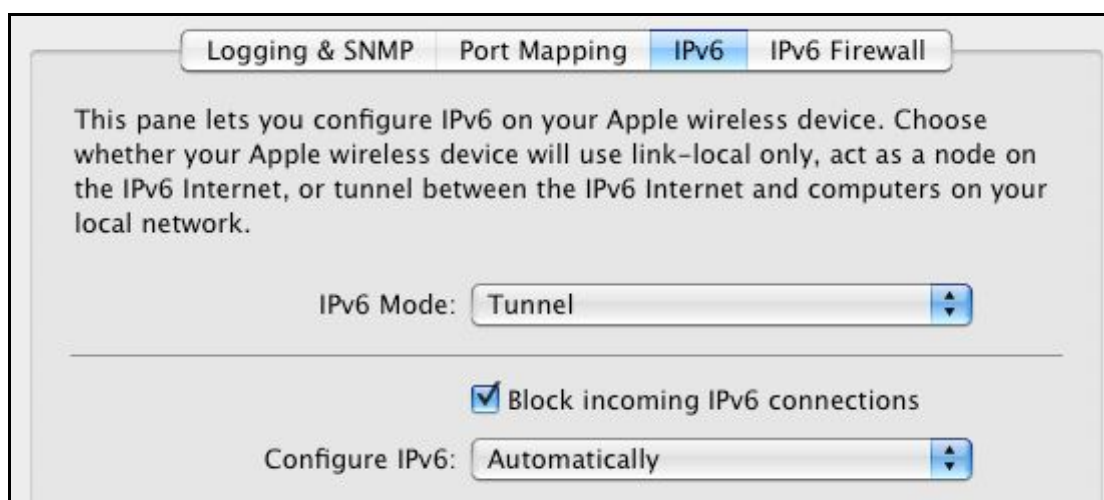 Logging & SNMP Port Mapping IPv6 IPv6 Firewall
This pane lets you configure IPv6 on your Apple wireless device. Choose
whether your Apple wireless device will use link-local only, act as a node on
the IPv6 Internet, or tunnel between the IPv6 Internet and computers on your
local network.
IPv6 Mode: Tunnel
Block incoming IPv6 connections
Configure IPv6: Automatically